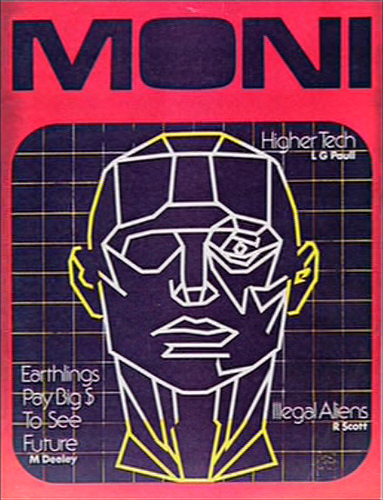 MONI
Higher Tech
L G Paull
Earthlings
Pay Big $
To See
Future
M Deeley
Illegal Aliens
R Scott